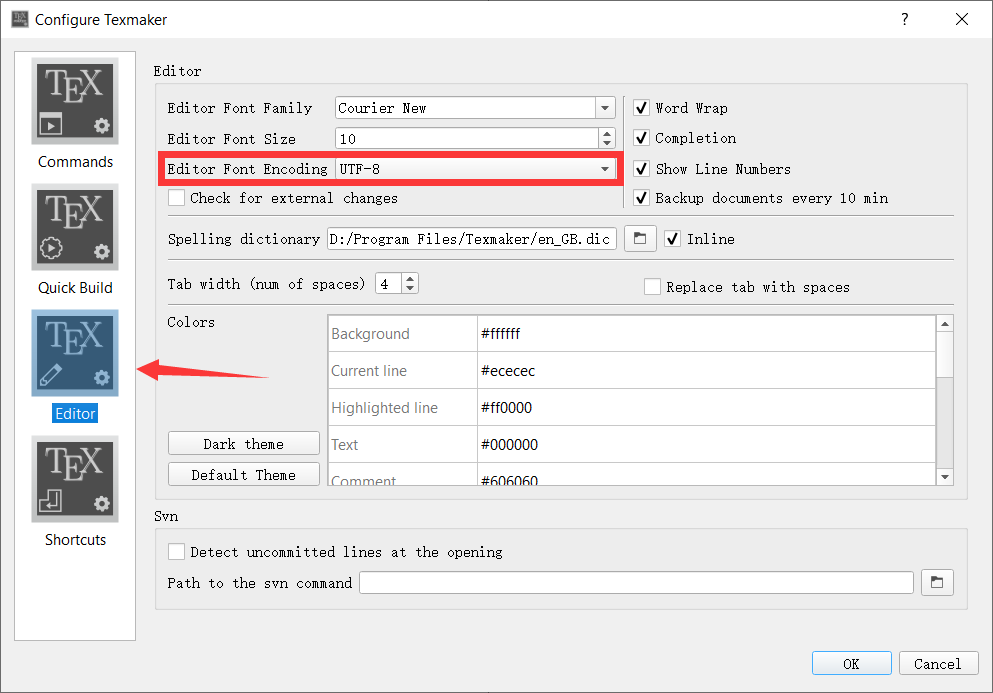 Configure Texmaker
?
TEX
Commands
TEX
Quick Build
TEX
Editor
TEX
Shortcuts
Editor
Editor Font Family Courier New
Editor Font Size 10
Editor Font Encoding UTF-8
Check for external changes
Word Wrap
Completion
Show Line Numbers
Backup documents every 10 min
Spelling dictionary D:/Program Files/Texmaker/en_GB.dic Inline
Tab width (num of spaces) 4 Replace tab with spaces
Colors
Background #ffffff
Current line #ececec
Highlighted line #ff0000
Text #000000
Comment #606060
Dark theme
Default Theme
Svn
Detect uncommitted lines at the opening
Path to the svn command
OK Cancel